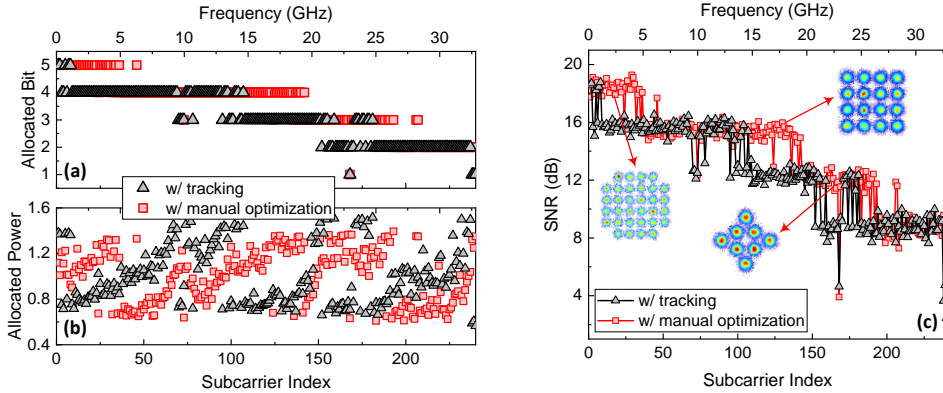 Frequency (GHz)
0 5 10 15 20 25 30
5
4
3
2
1
Allocated Bit
(a)
w/ tracking
w/ manual optimization
1.6
1.2
0.8
0.4
Allocated Power
(b)
0 50 100 150 200
Subcarrier Index
Frequency (GHz)
0 5 10 15 20 25 30
20
16
12
8
4
SNR (dB)
w/ tracking
w/ manual optimization
(c)
0 50 100 150 200
Subcarrier Index